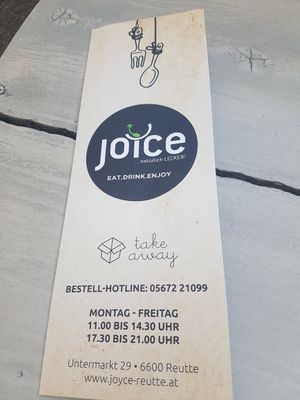 joice
... natürlich LECKER!
EAT.DRINK.ENJOY
take
away
BESTELL-HOTLINE: 05672 21099
MONTAG - FREITAG
11.00 BIS 14.30 UHR
17.30 BIS 21.00 UHR
Untermarkt 29 • 6600 Reutte
www.joyce-reutte.at